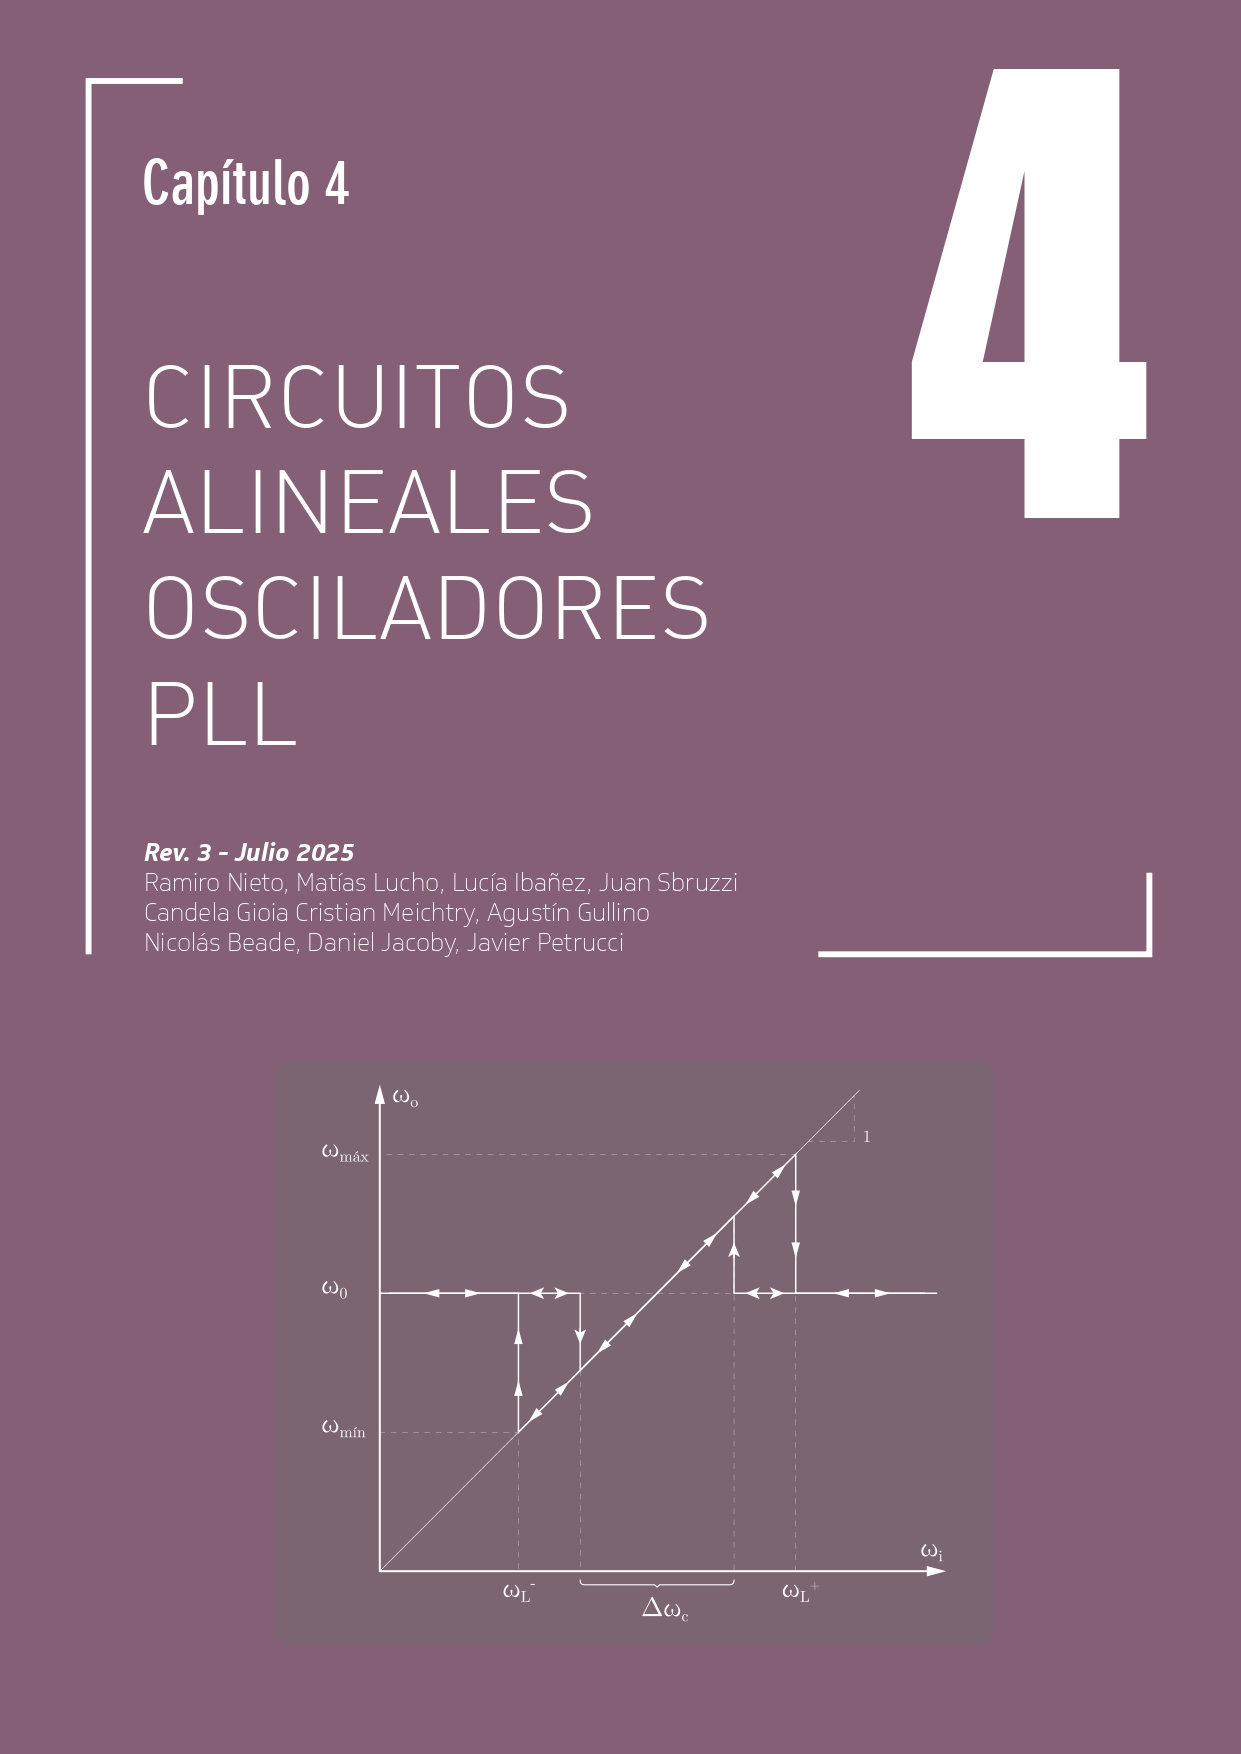 4
Capítulo 4
CIRCUITOS
ALINEALES
OSCILADORES
PLL
Rev. 3 - Julio 2025
Ramiro Nieto, Matías Lucho, Lucía Ibañez, Juan Sbruzzi
Candela Gioia Cristian Meichtry, Agustín Gullino
Nicolás Beade, Daniel Jacoby, Javier Petrucci
ωo
ωmáx
1
ω0
ωmín
ωi
ωL-
ωL+
Δωc